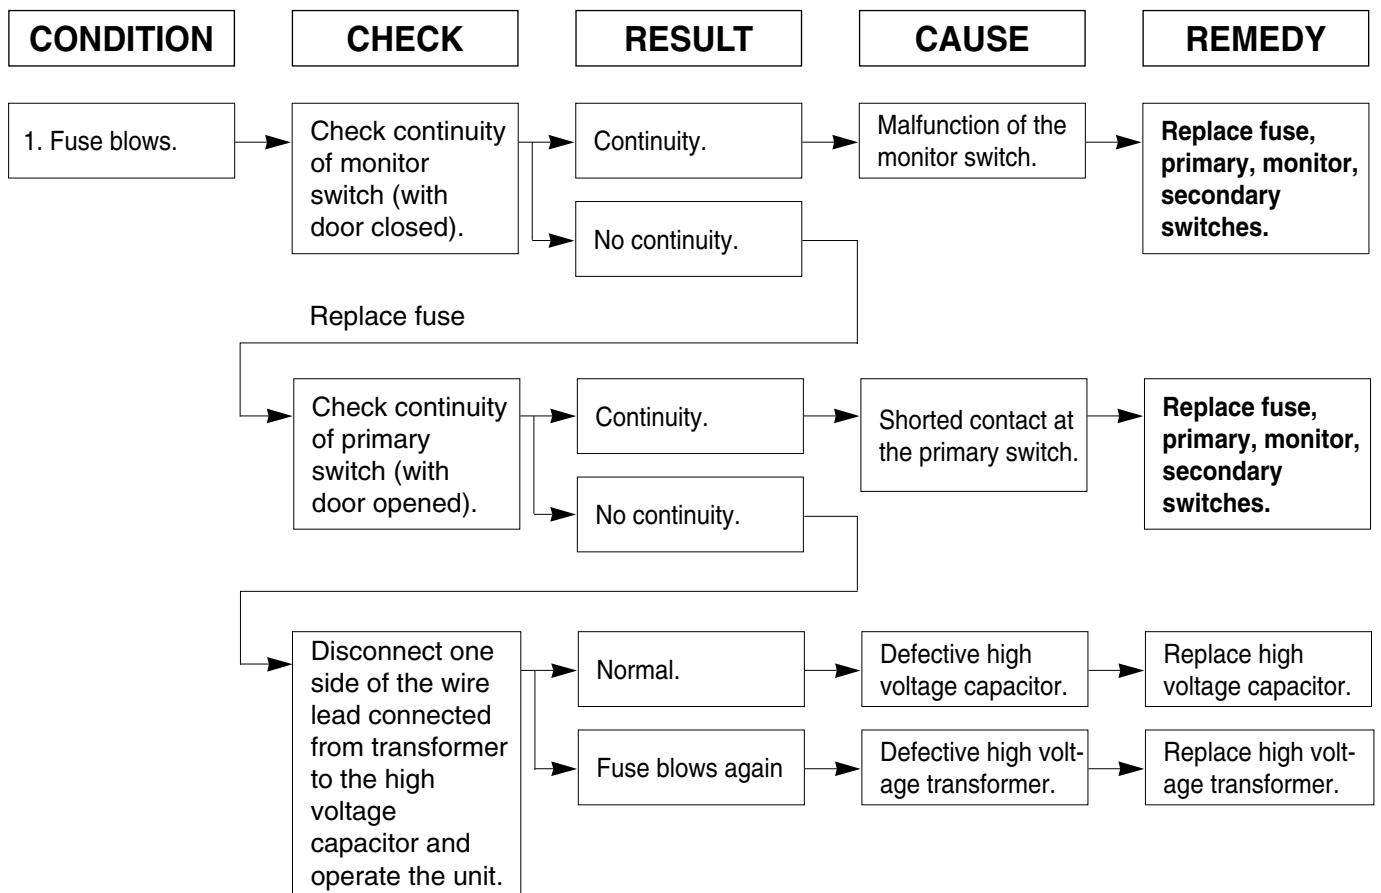 CONDITION
CHECK
RESULT
CAUSE
REMEDY
1. Fuse blows.
Check continuity
of monitor
switch (with
door closed).
Continuity.
Malfunction of the
monitor switch.
Replace fuse,
primary, monitor,
secondary
switches.
No continuity.
Replace fuse
Check continuity
of primary
switch (with
door opened).
Continuity.
Shorted contact at
the primary switch.
Replace fuse,
primary, monitor,
secondary
switches.
No continuity.
Disconnect one
side of the wire
lead connected
from transformer
to the high
voltage
capacitor and
operate the unit.
Normal.
Defective high
voltage capacitor.
Replace high
voltage capacitor.
Fuse blows again
Defective high volt-
age transformer.
Replace high volt-
age transformer.